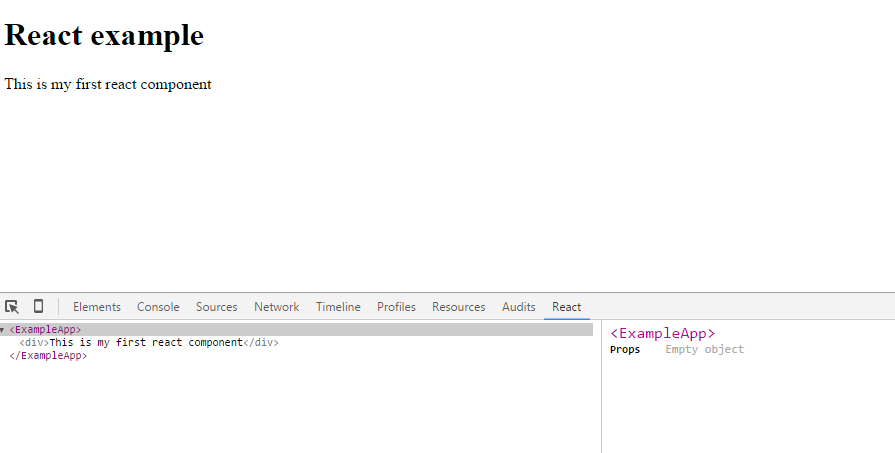 React example
This is my first react component
Elements Console Sources Network Timeline Profiles Resources Audits React
<ExampleApp>
<div>This is my first react component</div>
</ExampleApp>
<ExampleApp>
Props Empty object